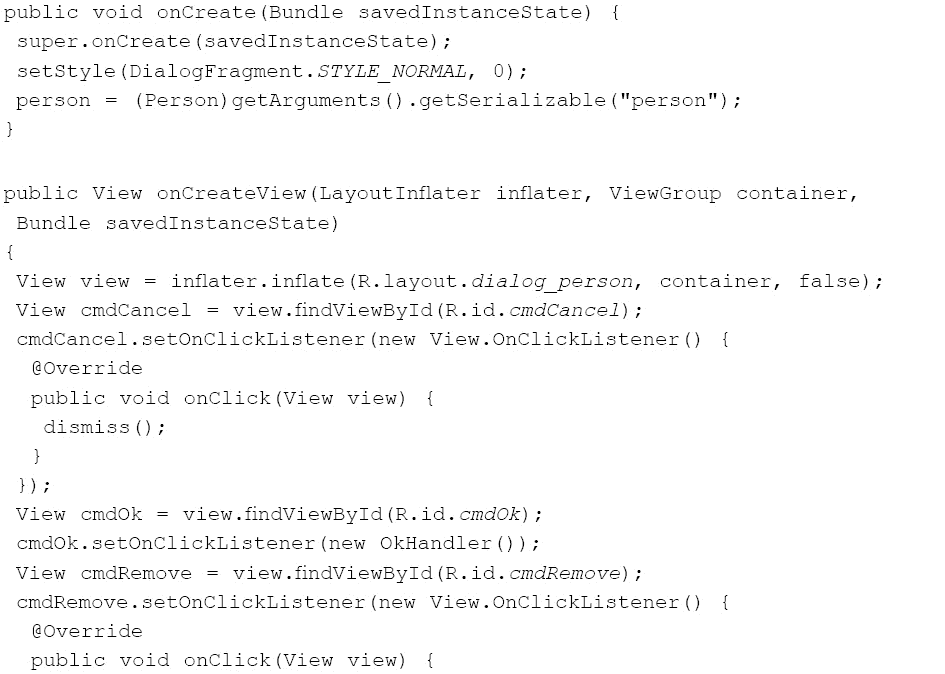 public void onCreate(Bundle savedInstanceState) {
super.onCreate(savedInstanceState);
setStyle(DialogFragment.STYLE_NORMAL, 0);
person = (Person)getArguments().getSerializable("person");
}
public View onCreateView(LayoutInflater inflater, ViewGroup container,
Bundle savedInstanceState)
{
View view = inflater.inflate(R.layout.dialog_person, container, false);
View cmdCancel = view.findViewById(R.id.cmdCancel);
cmdCancel.setOnClickListener(new View.OnClickListener() {
@Override
public void onClick(View view) {
dismiss();
}
});
View cmdOk = view.findViewById(R.id.cmdOk);
cmdOk.setOnClickListener(new OkHandler());
View cmdRemove = view.findViewById(R.id.cmdRemove);
cmdRemove.setOnClickListener(new View.OnClickListener() {
@Override
public void onClick(View view) {